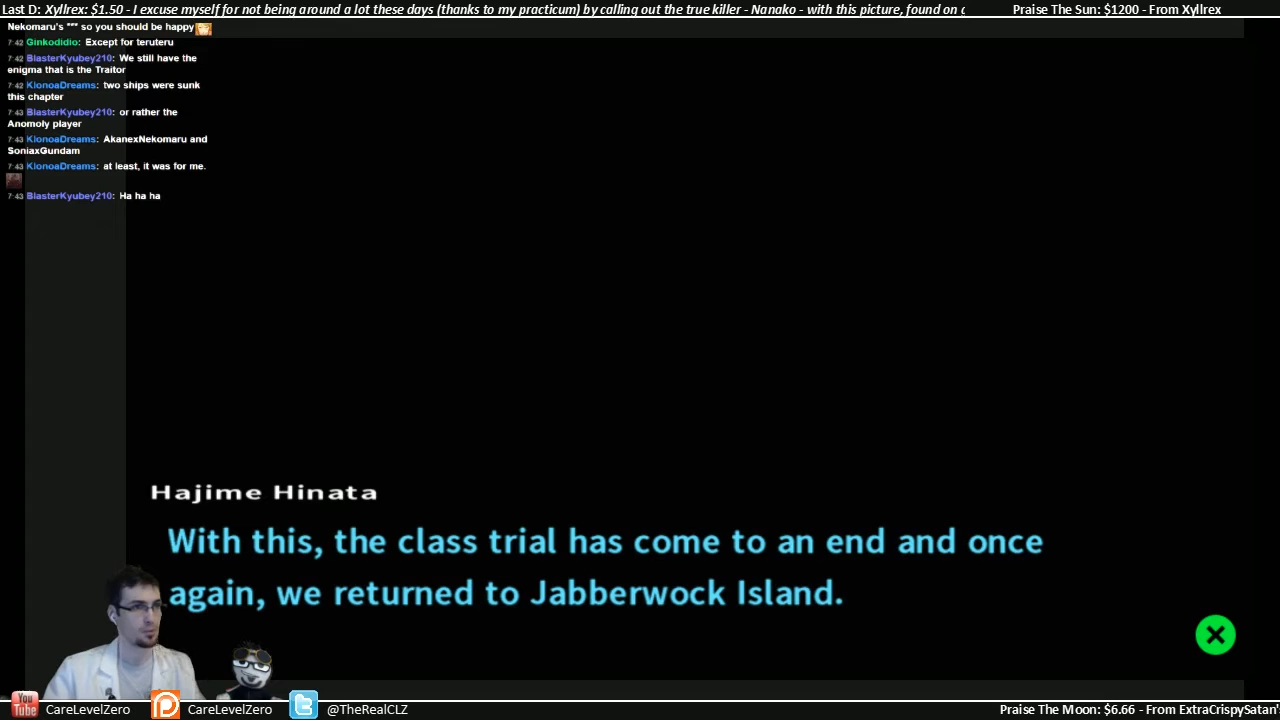 Last D: Xyllrex: $1.50 - I excuse myself for not being around a lot these days (thanks to my practicum) by calling out the true killer - Nanako - with this picture, found on
Praise The Sun: $1200 - From Xyllrex
Nekomaru's *** so you should be happy
7:42 Ginkodidio: Except for teruteru
7:42 BlasterKyubey210: We still have the
enigma that is the Traitor
7:42 KlonoaDreams: two ships were sunk
this chapter
7:43 BlasterKyubey210: or rather the
Anomoly player
7:43 KlonoaDreams: AkanexNekomaru and
SoniaxGundam
7:43 KlonoaDreams: at least, it was for me.
7:43 BlasterKyubey210: Ha ha ha
Hajime Hinata
With this, the class trial has come to an end and once
again, we returned to Jabberwock Island.
You
Tube
CareLevelZero
CareLevelZero
@TheRealCLZ
Praise The Moon: $6.66 - From ExtraCrispySatan'